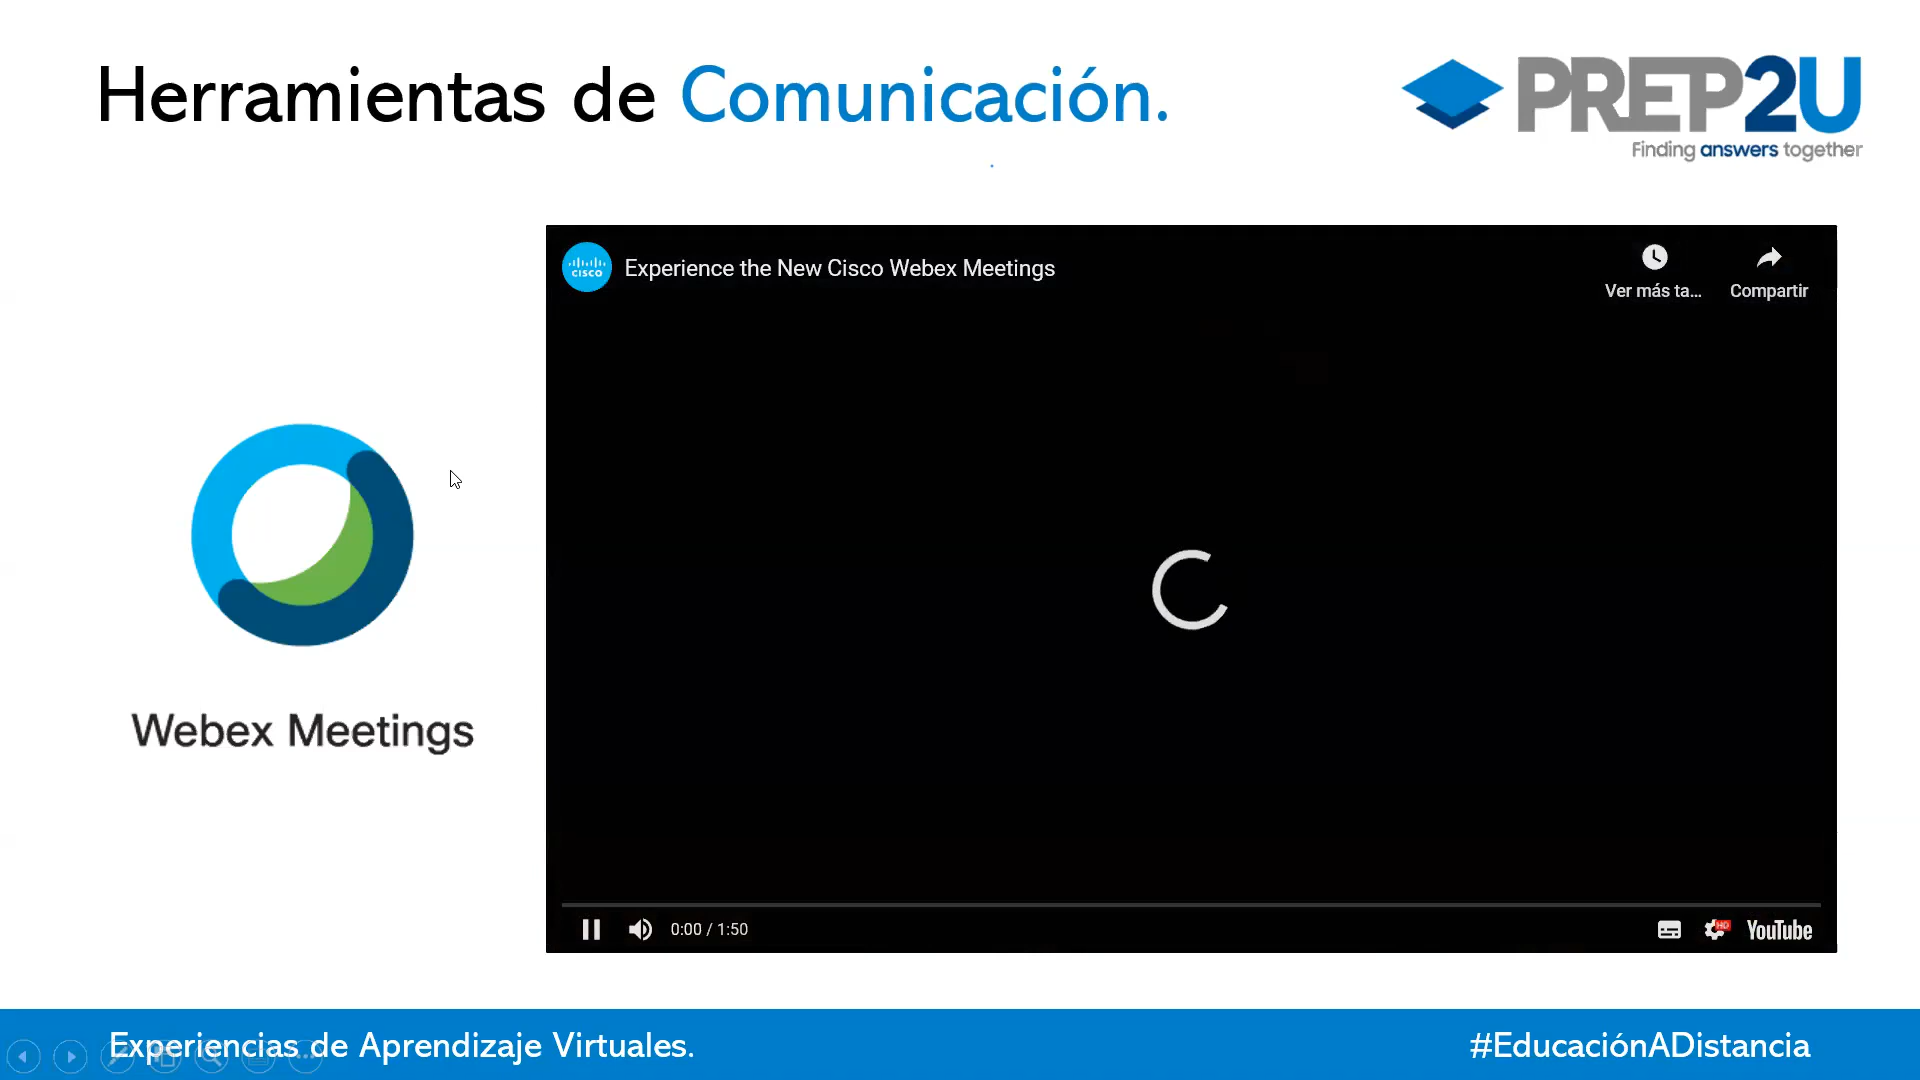 Herramientas de Comunicación.
PREP2U
Finding answers together
CISCO
Experience the New Cisco Webex Meetings
Ver más ta...
Compartir
Webex Meetings
0:00 / 1:50
HD
YouTube
Experiencias de Aprendizaje Virtuales.
#EducaciónADistancia